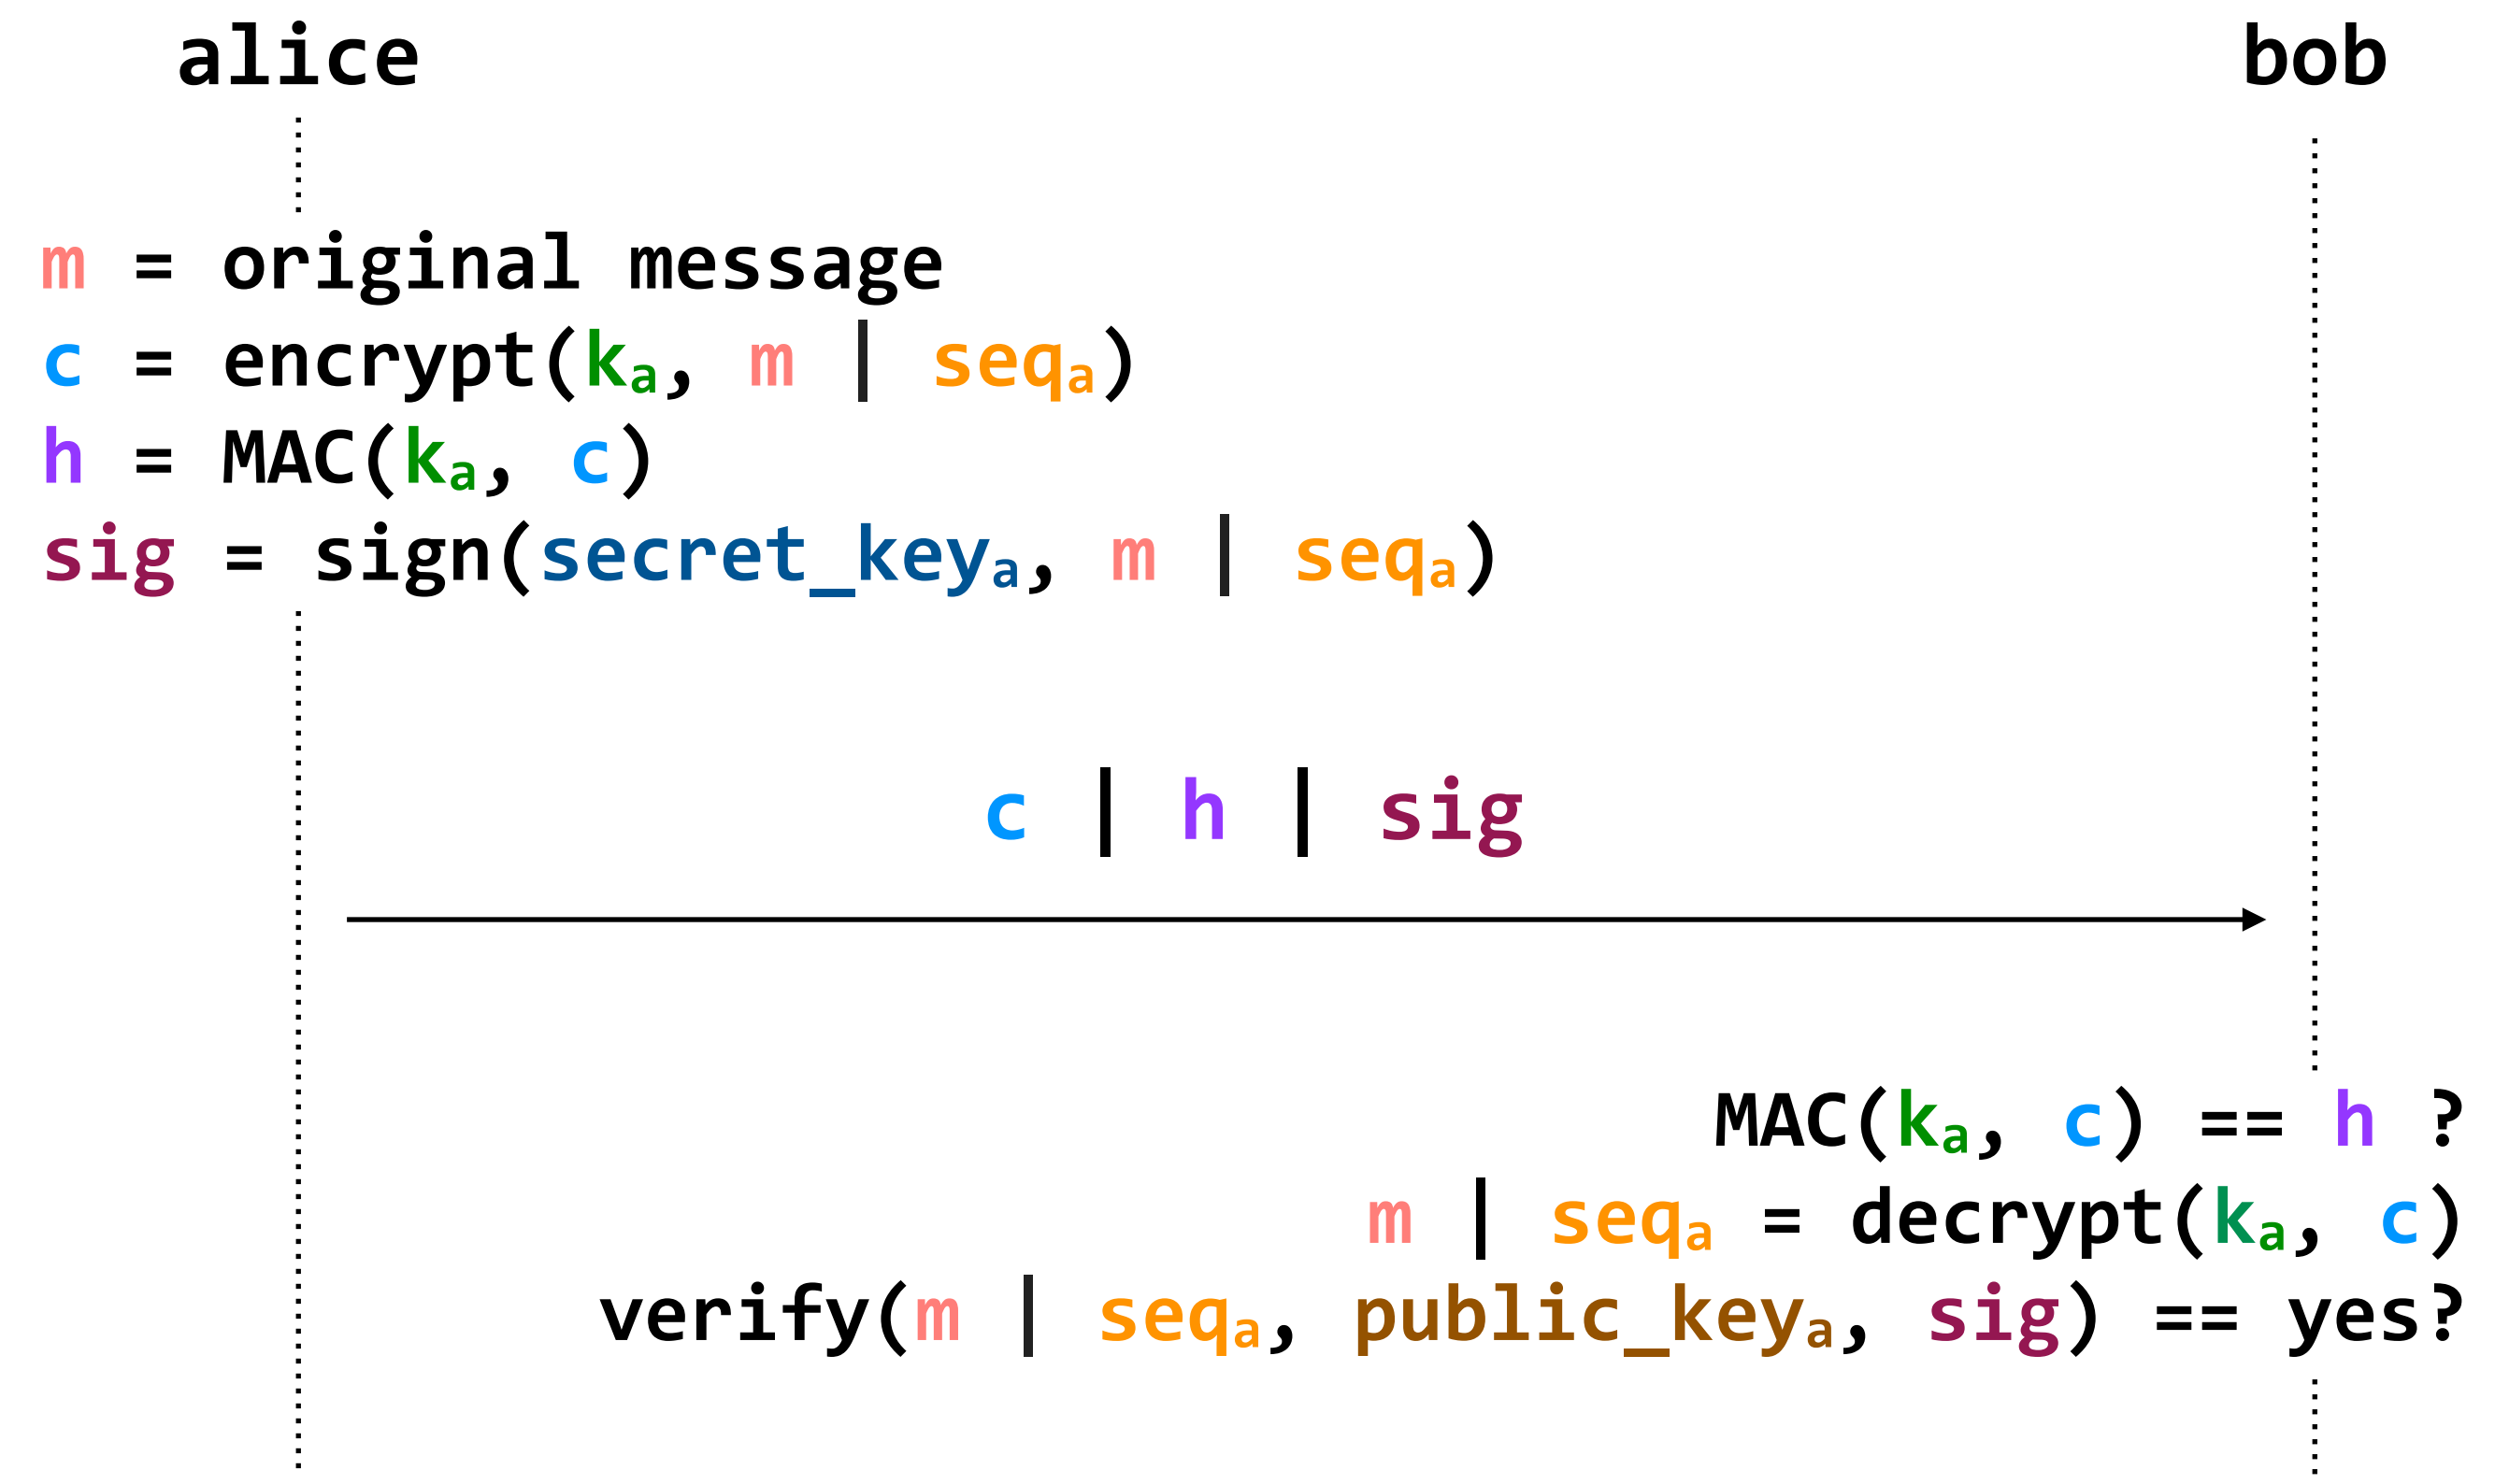 alice bob
m = original message
c = encrypt(kₐ, m | seqₐ)
h = MAC(kₐ, c)
sig = sign(secret_keyₐ, m | seqₐ)
c | h | sig
MAC(kₐ, c) == h ?
m | seqₐ = decrypt(kₐ, c)
verify(m | seqₐ, public_keyₐ, sig) == yes?